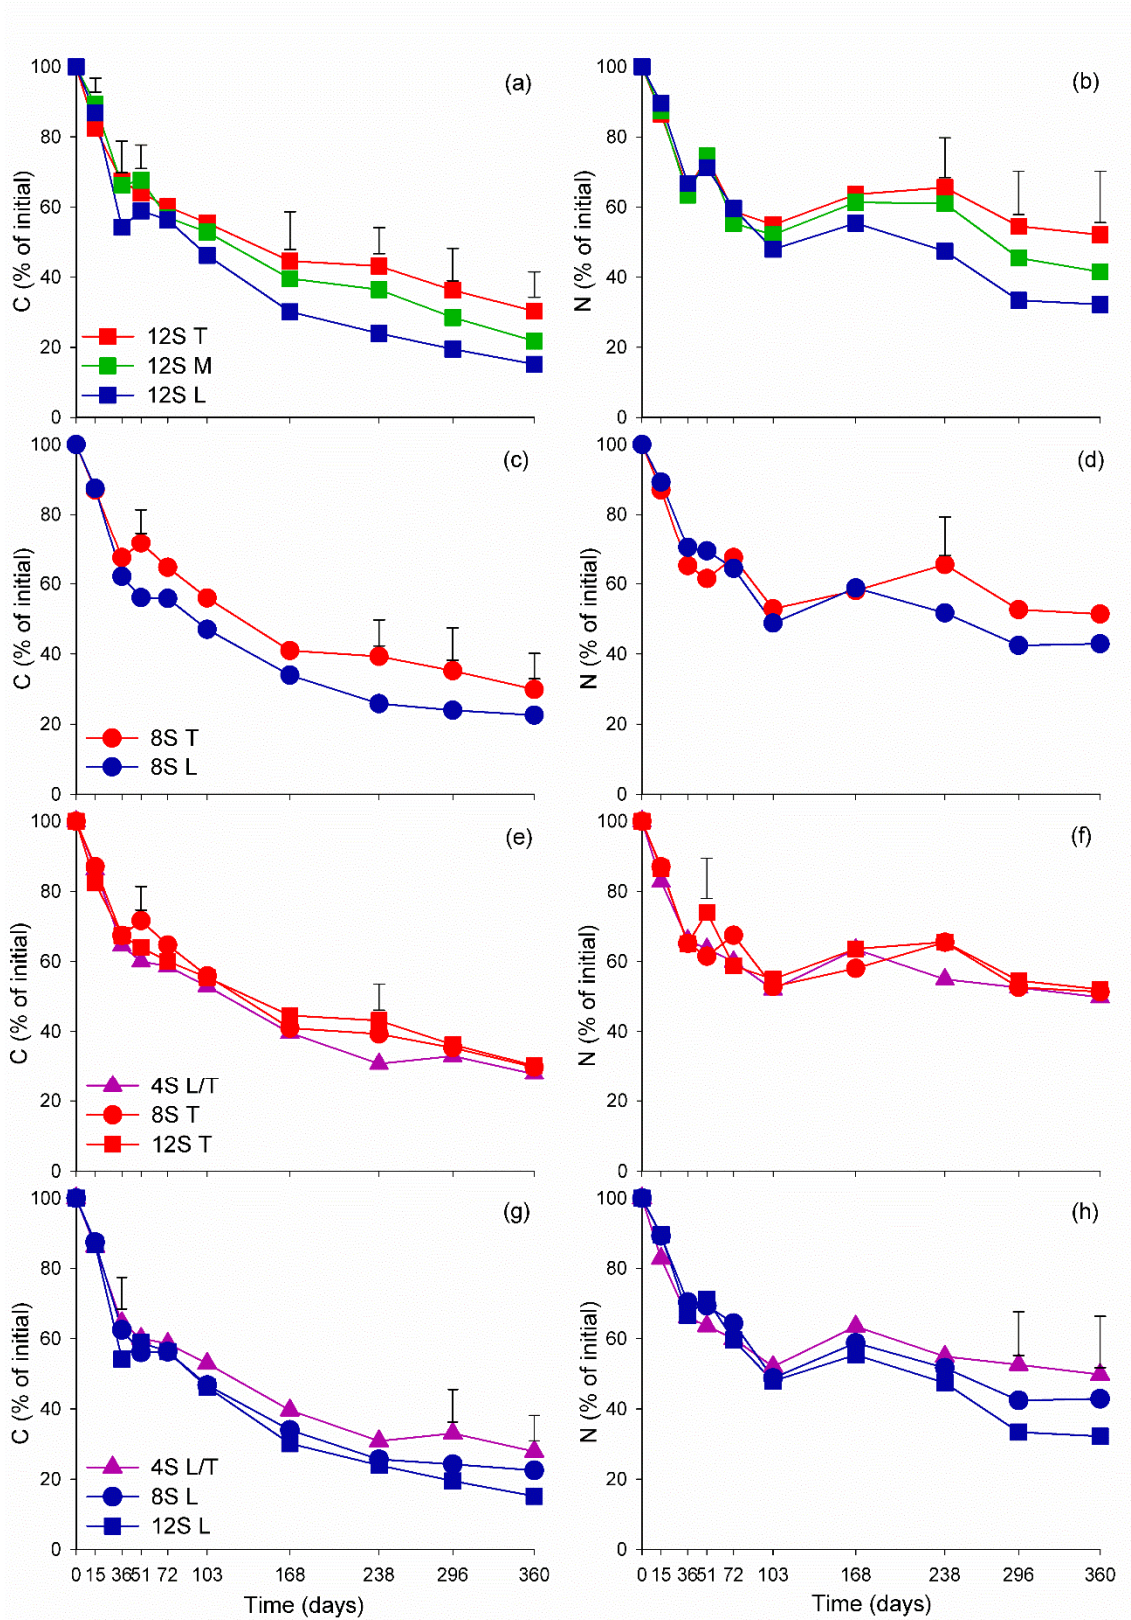 (a)
C (% of initial)
100
80
60
40
20
0
12S T
12S M
12S L
(b)
N (% of initial)
100
80
60
40
20
0
(c)
C (% of initial)
100
80
60
40
20
0
8S T
8S L
(d)
N (% of initial)
100
80
60
40
20
0
(e)
C (% of initial)
100
80
60
40
20
0
4S L/T
8S T
12S T
(f)
N (% of initial)
100
80
60
40
20
0
(g)
C (% of initial)
100
80
60
40
20
0
4S L/T
8S L
12S L
0 15 36 51 72 103 168 238 296 360
Time (days)
(h)
N (% of initial)
100
80
60
40
20
0
0 15 36 51 72 103 168 238 296 360
Time (days)